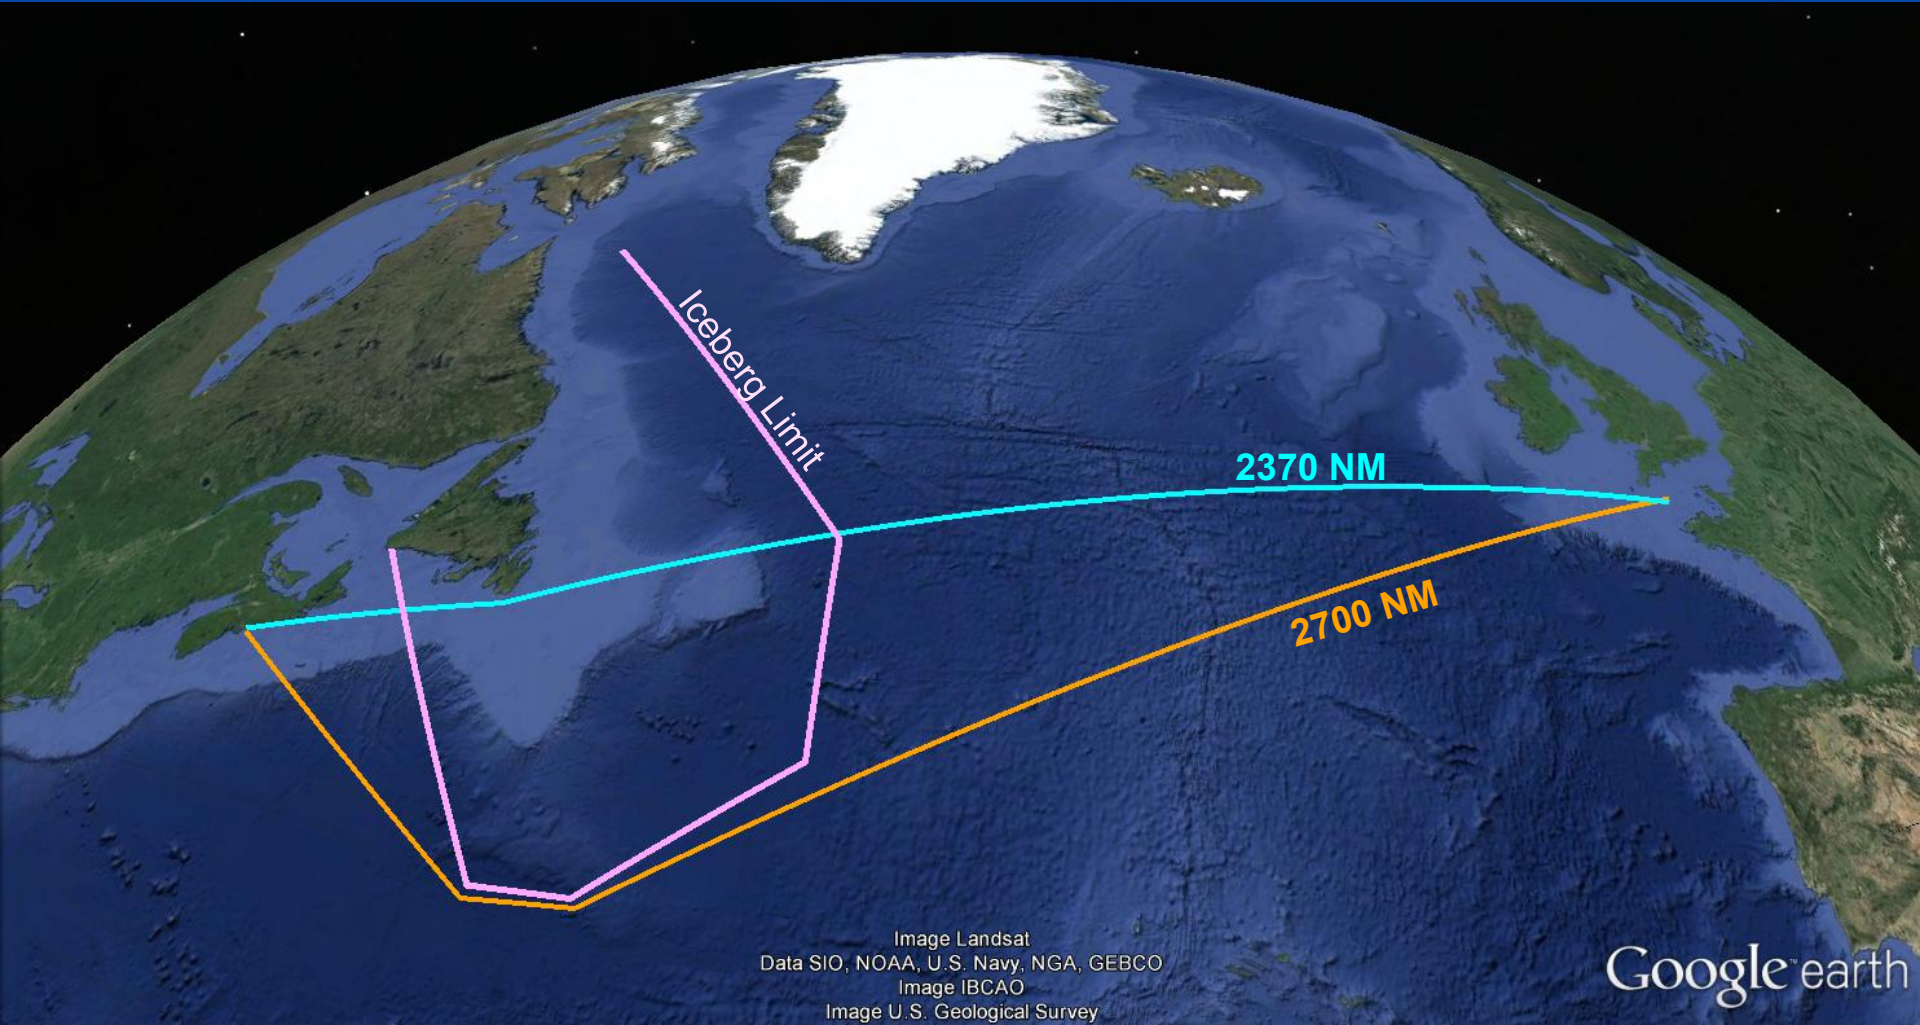 Iceberg Limit
2370 NM
2700 NM
Image Landsat
Data SIO, NOAA, U.S. Navy, NGA, GEBCO
Image IBCAO
Image U.S. Geological Survey
Google earth